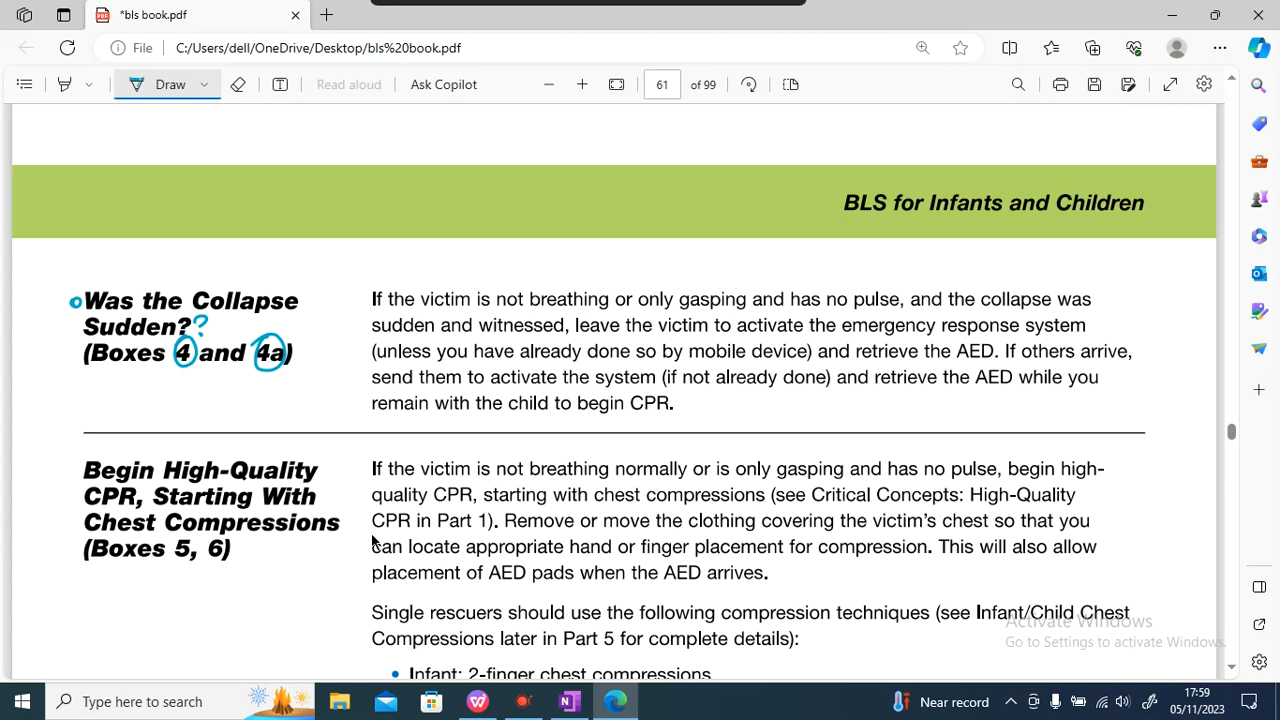 *bls book.pdf
File
C:/Users/dell/OneDrive/Desktop/bls%20book.pdf
Draw
Read aloud
Ask Copilot
61
of 99
BLS for Infants and Children
Was the Collapse
Sudden?
?
(Boxes 4 and 4a)
If the victim is not breathing or only gasping and has no pulse, and the collapse was
sudden and witnessed, leave the victim to activate the emergency response system
(unless you have already done so by mobile device) and retrieve the AED. If others arrive,
send them to activate the system (if not already done) and retrieve the AED while you
remain with the child to begin CPR.
Begin High-Quality
CPR, Starting With
Chest Compressions
(Boxes 5, 6)
If the victim is not breathing normally or is only gasping and has no pulse, begin high-
quality CPR, starting with chest compressions (see Critical Concepts: High-Quality
CPR in Part 1). Remove or move the clothing covering the victim's chest so that you
can locate appropriate hand or finger placement for compression. This will also allow
placement of AED pads when the AED arrives.
Single rescuers should use the following compression techniques (see Infant/Child Chest
Compressions later in Part 5 for complete details):
• Infant: 2-finger chest compressions
Activate Windows
Go to Settings to activate Windows.
Type here to search
Near record
17:59
05/11/2023